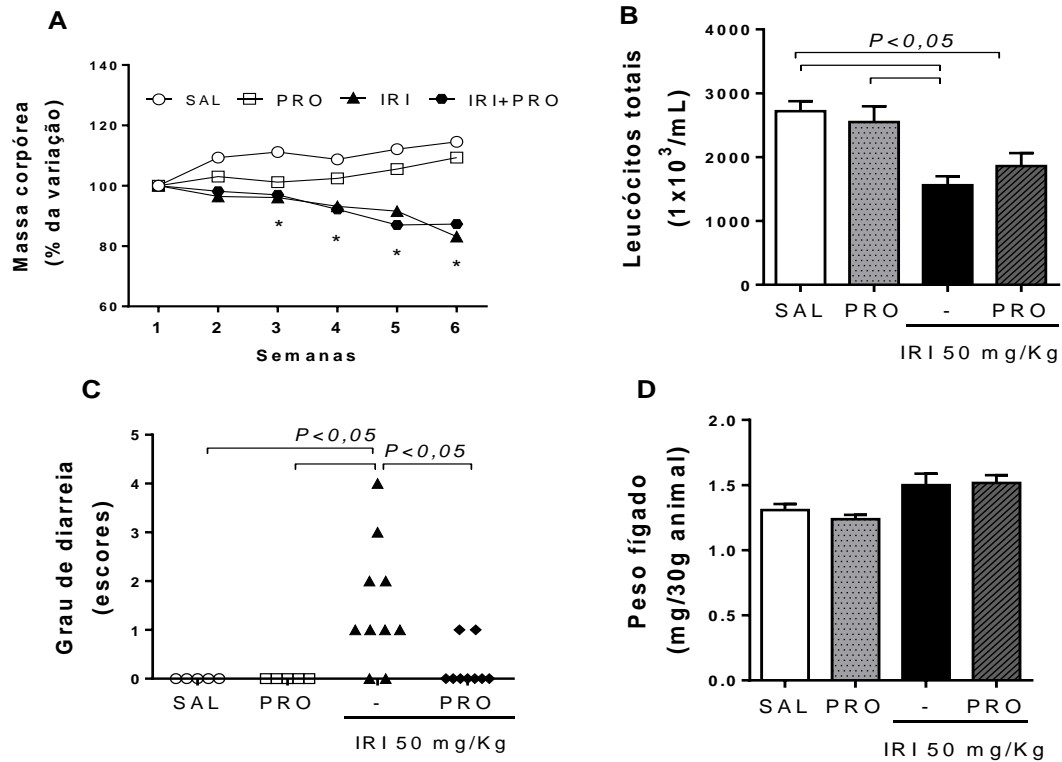 A
Massa corpórea
(% da variação)
140
120
100
80
60
SAL PRO IRI IRI+PRO
* * * *
1 2 3 4 5 6
Semanas
B
Leucócitos totais
(1x10³/mL)
4000
3000
2000
1000
0
P<0,05
SAL PRO - PRO
IRI 50 mg/Kg
C
Grau de diarreia
(escores)
5
4
3
2
1
0
P<0,05
P<0,05
SAL PRO - PRO
IRI 50 mg/Kg
D
Peso fígado
(mg/30g animal)
2.0
1.5
1.0
0.5
0.0
SAL PRO - PRO
IRI 50 mg/Kg